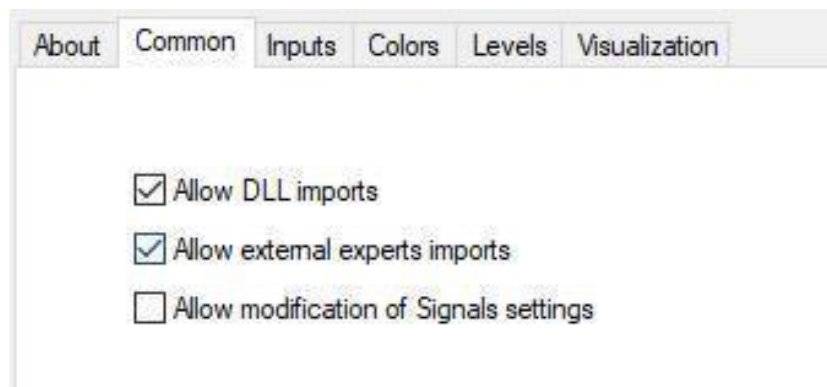 About Common Inputs Colors Levels Visualization
Allow DLL imports
Allow external experts imports
Allow modification of Signals settings